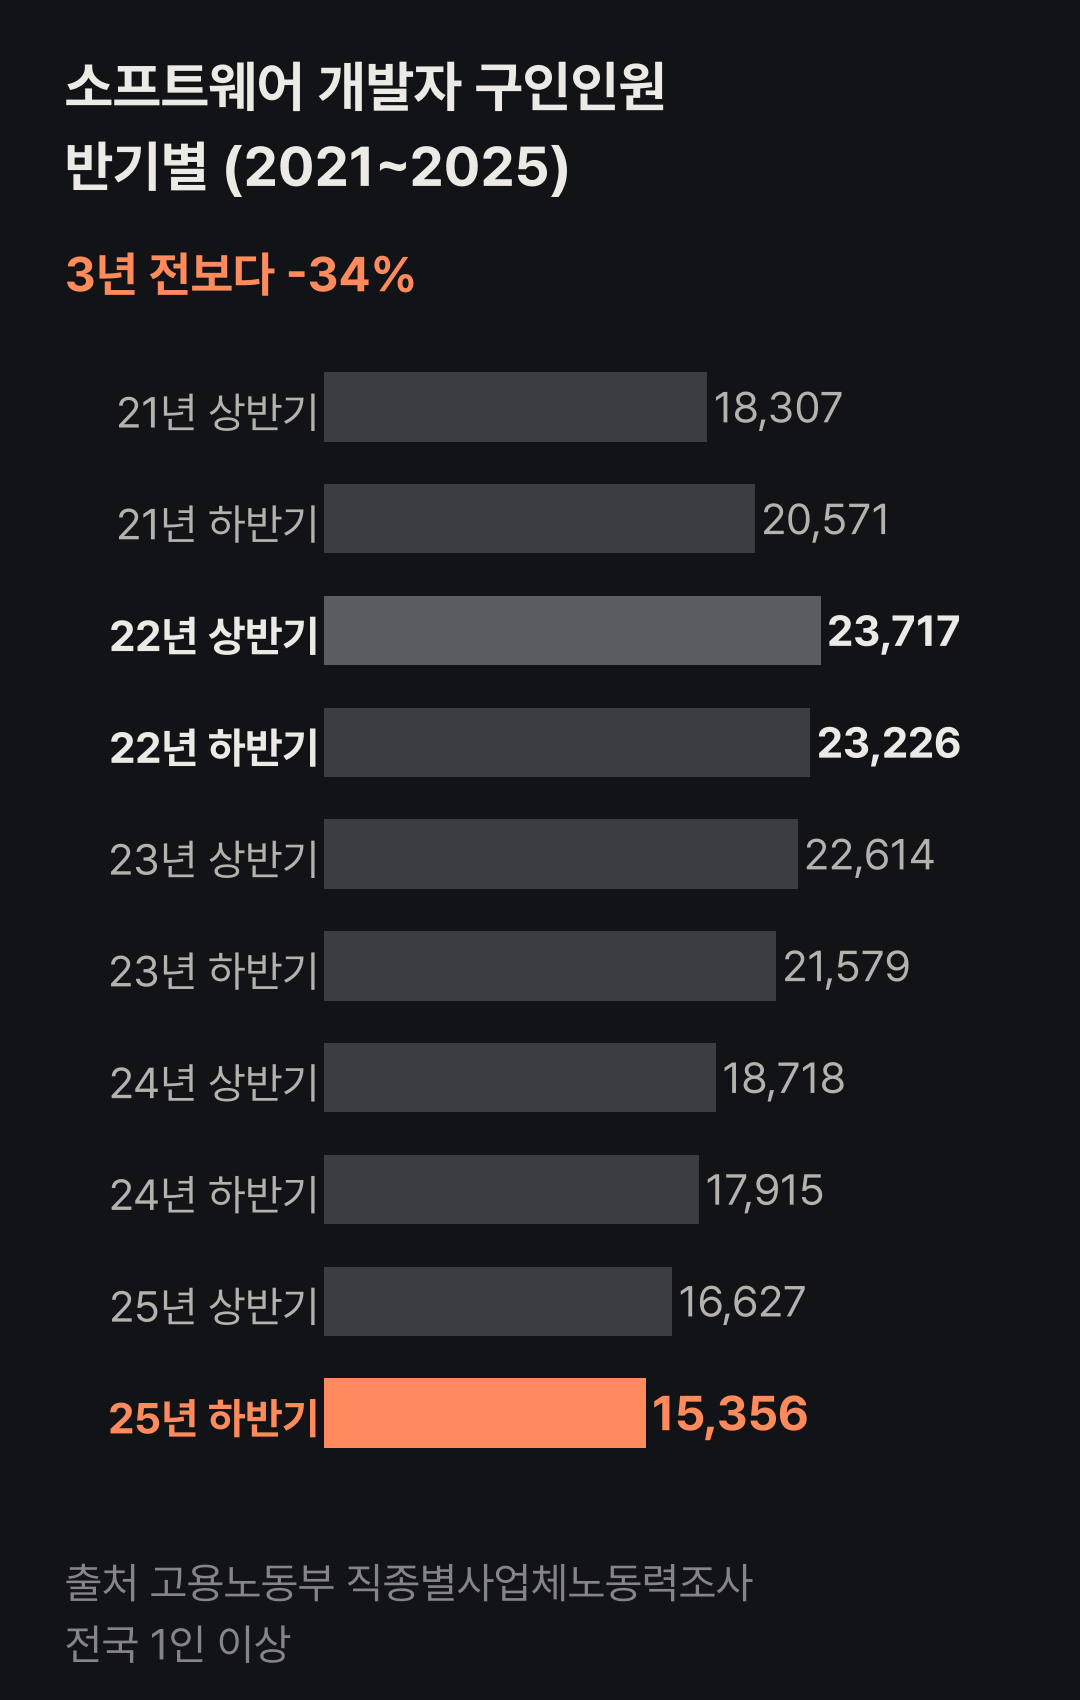 소프트웨어 개발자 구인인원
반기별 (2021~2025)
3년 전보다 -34%
21년 상반기 18,307
21년 하반기 20,571
22년 상반기 23,717
22년 하반기 23,226
23년 상반기 22,614
23년 하반기 21,579
24년 상반기 18,718
24년 하반기 17,915
25년 상반기 16,627
25년 하반기 15,356
출처 고용노동부 직종별사업체노동력조사
전국 1인 이상